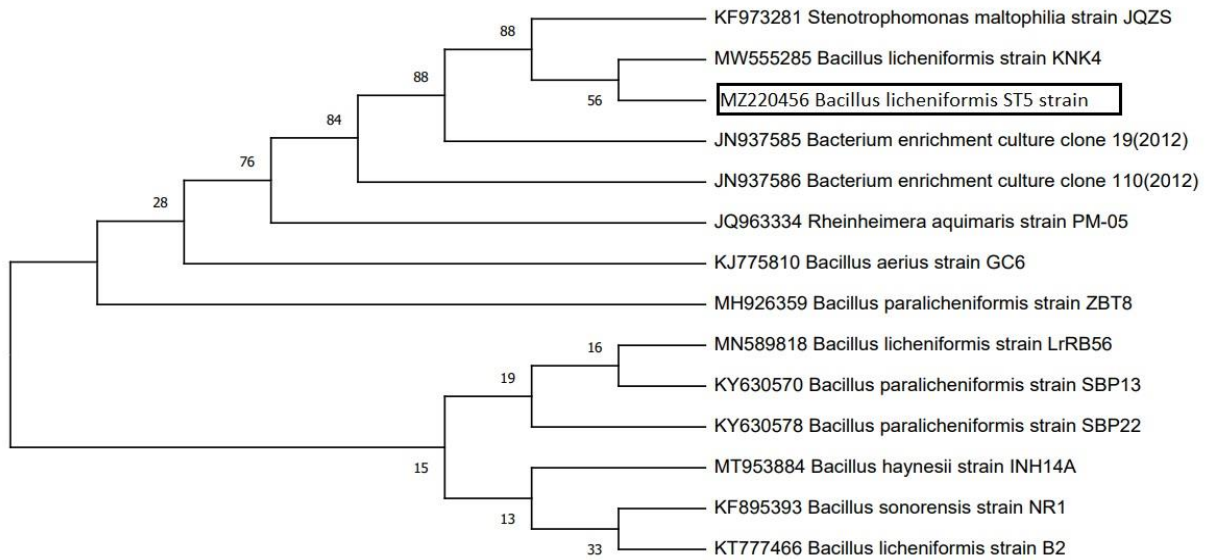 KF973281 Stenotrophomonas maltophilia strain JQZS
88
MW555285 Bacillus licheniformis strain KNK4
88
56
MZ220456 Bacillus licheniformis ST5 strain
84
JN937585 Bacterium enrichment culture clone 19(2012)
76
JN937586 Bacterium enrichment culture clone 110(2012)
28
JQ963334 Rheinheimera aquimaris strain PM-05
KJ775810 Bacillus aerius strain GC6
MH926359 Bacillus paralicheniformis strain ZBT8
16
MN589818 Bacillus licheniformis strain LrRB56
19
KY630570 Bacillus paralicheniformis strain SBP13
KY630578 Bacillus paralicheniformis strain SBP22
15
MT953884 Bacillus haynesii strain INH14A
13
KF895393 Bacillus sonorensis strain NR1
33
KT777466 Bacillus licheniformis strain B2